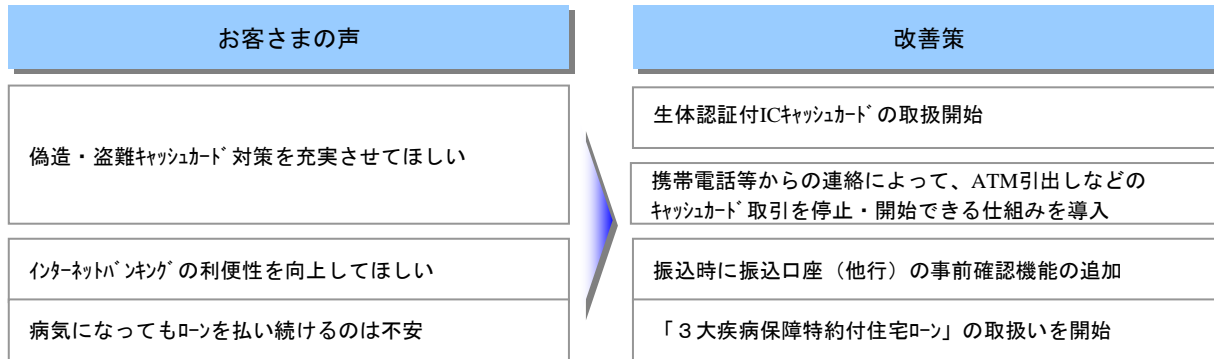 お客さまの声
改善策
偽造・盗難ｷｬｯｼｭｶｰﾄﾞ対策を充実させてほしい
生体認証付ICｷｬｯｼｭｶｰﾄﾞの取扱開始
携帯電話等からの連絡によって、ATM引出しなどの
ｷｬｯｼｭｶｰﾄﾞ取引を停止・開始できる仕組みを導入
ｲﾝﾀｰﾈｯﾄﾊﾞﾝｷﾝｸﾞの利便性を向上してほしい
振込時に振込口座（他行）の事前確認機能の追加
病気になってもﾛｰﾝを払い続けるのは不安
「３大疾病保障特約付住宅ﾛｰﾝ」の取扱いを開始